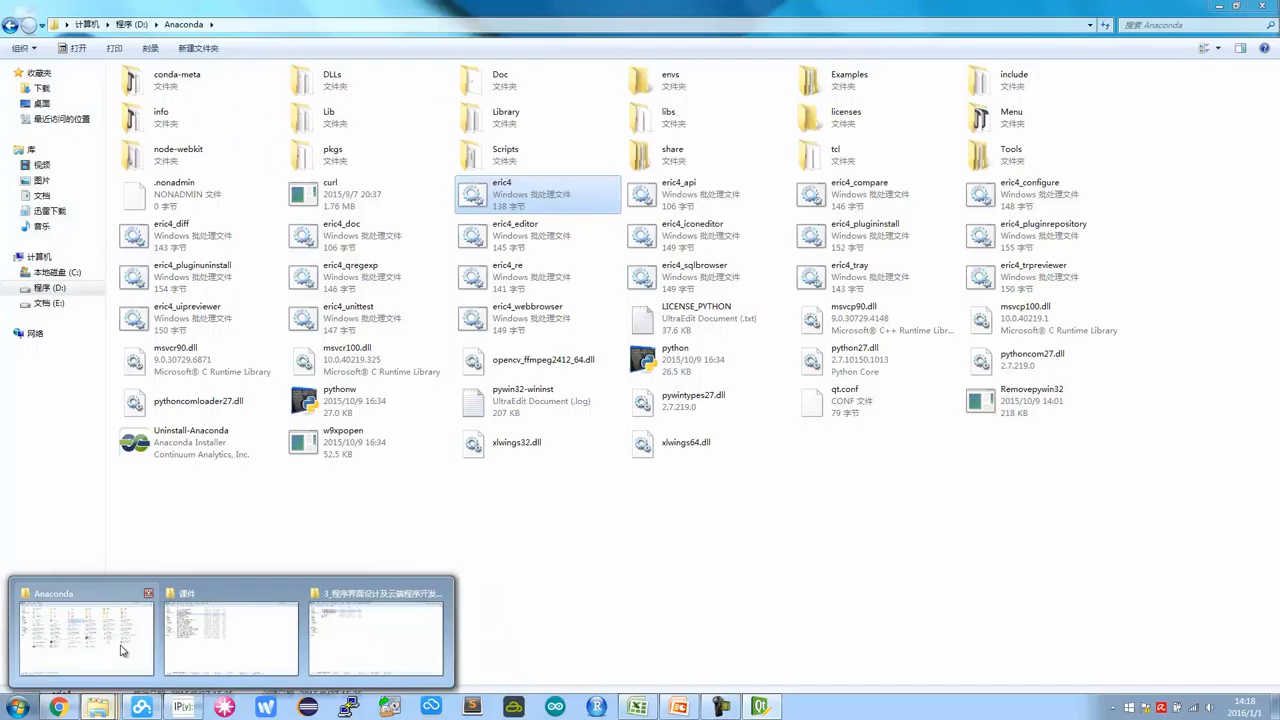 计算机 ▸ 程序 (D:) ▸ Anaconda ▸
搜索 Anaconda
组织 打开 打印 刻录 新建文件夹
收藏夹
下载
桌面
最近访问的位置
库
视频
图片
文档
迅雷下载
音乐
计算机
本地磁盘 (C:)
程序 (D:)
文档 (E:)
网络
conda-meta
文件夹
DLLs
文件夹
Doc
文件夹
envs
文件夹
Examples
文件夹
include
文件夹
info
文件夹
Lib
文件夹
Library
文件夹
libs
文件夹
licenses
文件夹
Menu
文件夹
node-webkit
文件夹
pkgs
文件夹
Scripts
文件夹
share
文件夹
tcl
文件夹
Tools
文件夹
.nonadmin
NONADMIN 文件
0 字节
curl
2015/9/7 20:37
1.76 MB
eric4
Windows 批处理文件
138 字节
eric4_api
Windows 批处理文件
106 字节
eric4_compare
Windows 批处理文件
146 字节
eric4_configure
Windows 批处理文件
148 字节
eric4_diff
Windows 批处理文件
143 字节
eric4_doc
Windows 批处理文件
106 字节
eric4_editor
Windows 批处理文件
145 字节
eric4_iconeditor
Windows 批处理文件
149 字节
eric4_plugininstall
Windows 批处理文件
152 字节
eric4_pluginrepository
Windows 批处理文件
155 字节
eric4_pluginuninstall
Windows 批处理文件
154 字节
eric4_qregexp
Windows 批处理文件
146 字节
eric4_re
Windows 批处理文件
141 字节
eric4_sqlbrowser
Windows 批处理文件
149 字节
eric4_tray
Windows 批处理文件
143 字节
eric4_trpreviewer
Windows 批处理文件
150 字节
eric4_uipreviewer
Windows 批处理文件
150 字节
eric4_unittest
Windows 批处理文件
147 字节
eric4_webbrowser
Windows 批处理文件
149 字节
LICENSE_PYTHON
UltraEdit Document (.txt)
37.6 KB
msvcp90.dll
9.0.30729.4148
Microsoft® C++ Runtime Libr...
msvcp100.dll
10.0.40219.1
Microsoft® C Runtime Library
msvcr90.dll
9.0.30729.6871
Microsoft® C Runtime Library
msvcr100.dll
10.0.40219.325
Microsoft® C Runtime Library
opencv_ffmpeg2412_64.dll
python
2015/10/9 16:34
26.5 KB
python27.dll
2.7.10150.1013
Python Core
pythoncom27.dll
2.7.219.0
pythoncomloader27.dll
pythonw
2015/10/9 16:34
27.0 KB
pywin32-wininst
UltraEdit Document (.log)
207 KB
pywintypes27.dll
2.7.219.0
qt.conf
CONF 文件
79 字节
Removepywin32
2015/10/9 14:01
218 KB
Uninstall-Anaconda
Anaconda Installer
Continuum Analytics, Inc.
w9xpopen
2015/10/9 16:34
52.5 KB
xlwings32.dll
xlwings64.dll
Anaconda
课件
3_程序界面设计及云端程序开发...
IP[y]:
14:18
2016/1/1